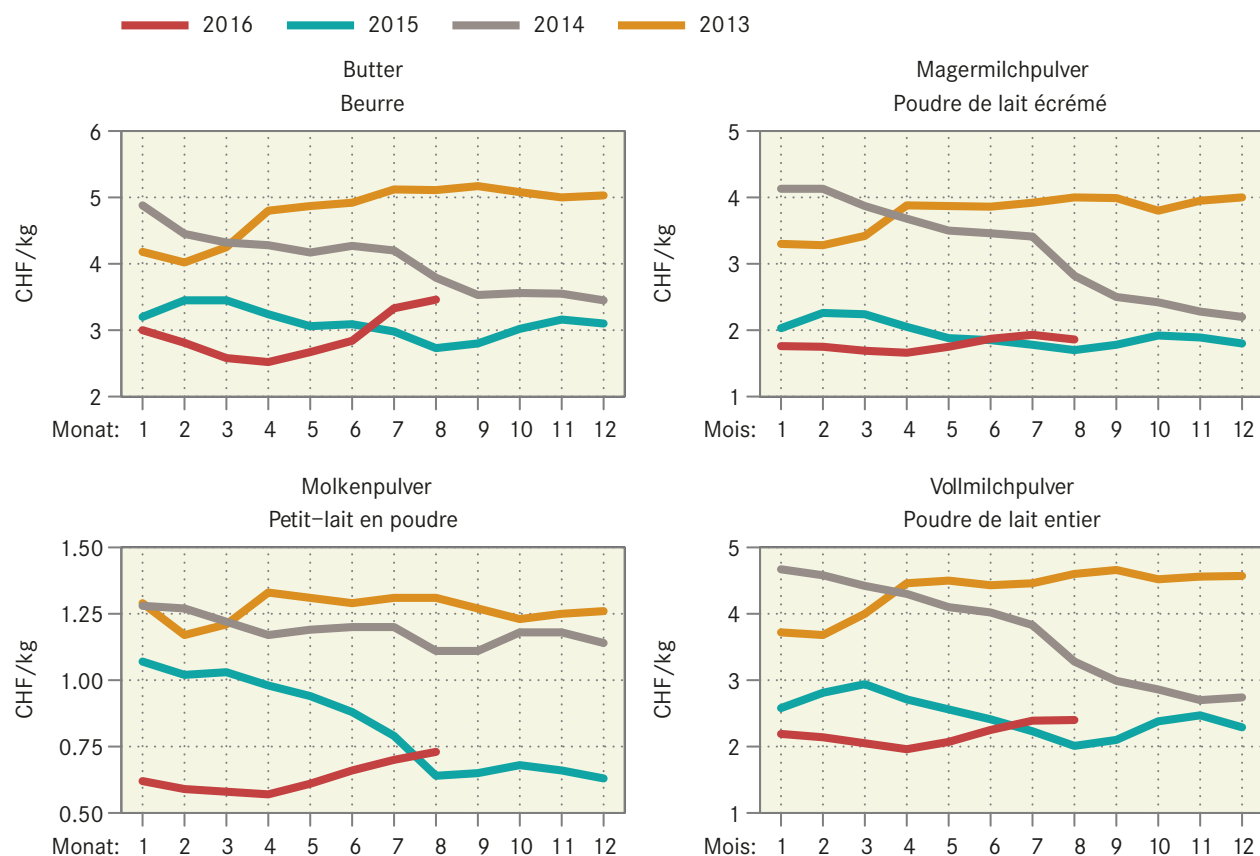 2016 2015 2014 2013
Butter
Beurre
CHF/kg
6
5
4
3
2
Monat: 1 2 3 4 5 6 7 8 9 10 11 12
Magermilchpulver
Poudre de lait écrémé
CHF/kg
5
4
3
2
1
Mois: 1 2 3 4 5 6 7 8 9 10 11 12
Molkenpulver
Petit-lait en poudre
CHF/kg
1.50
1.25
1.00
0.75
0.50
Monat: 1 2 3 4 5 6 7 8 9 10 11 12
Vollmilchpulver
Poudre de lait entier
CHF/kg
5
4
3
2
1
Mois: 1 2 3 4 5 6 7 8 9 10 11 12